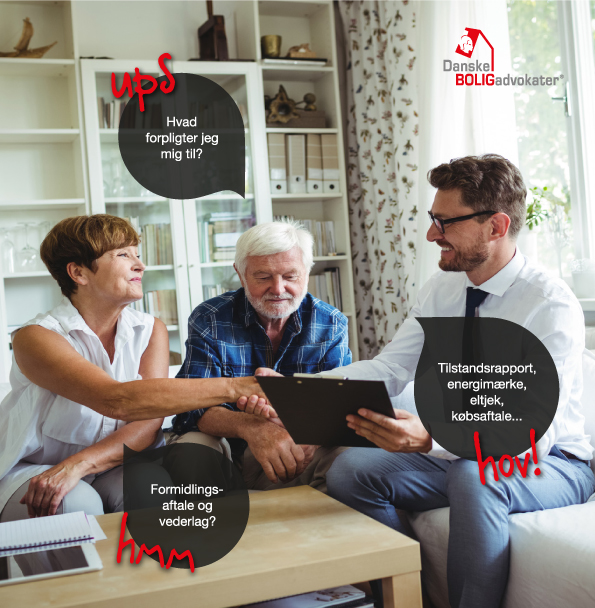 Danske
BOLIGadvokater®
ups
Hvad
forpligter jeg
mig til?
Tilstandsrapport,
energimærke,
eltjek,
købsaftale...
hov!
Formidlings-
aftale og
vederlag?
hmm